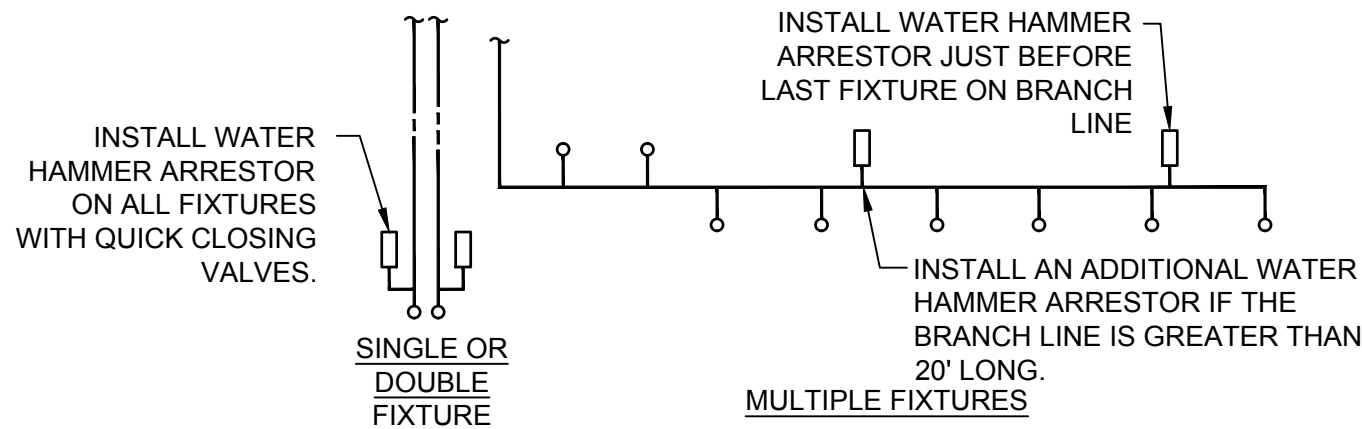 INSTALL WATER
HAMMER ARRESTOR
ON ALL FIXTURES
WITH QUICK CLOSING
VALVES.
SINGLE OR
DOUBLE
FIXTURE
INSTALL WATER HAMMER
ARRESTOR JUST BEFORE
LAST FIXTURE ON BRANCH
LINE
INSTALL AN ADDITIONAL WATER
HAMMER ARRESTOR IF THE
BRANCH LINE IS GREATER THAN
20' LONG.
MULTIPLE FIXTURES